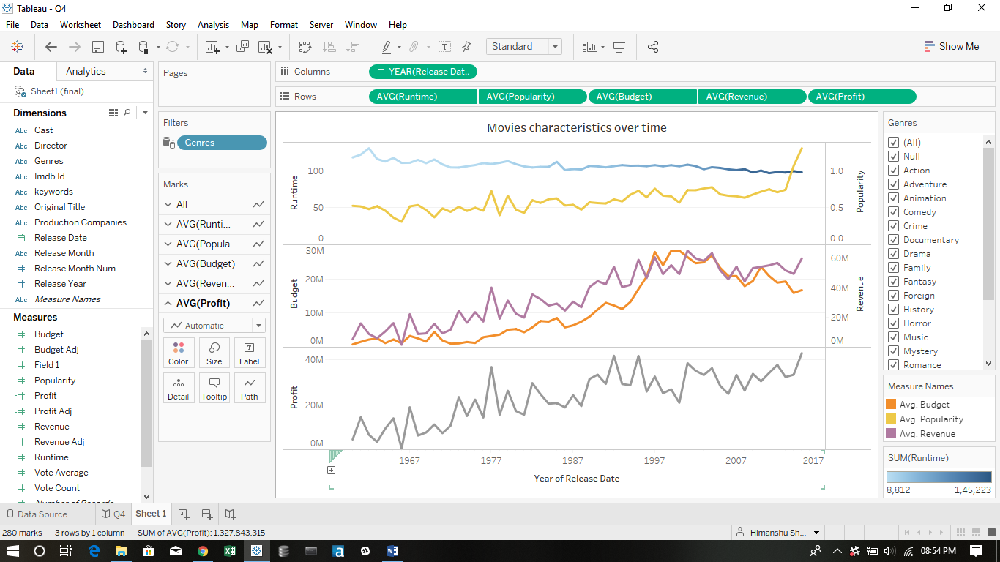 Tableau - Q4
File Data Worksheet Dashboard Story Analysis Map Format Server Window Help
Standard
Show Me
Data Analytics
Sheet1 (final)
Dimensions
Abc Cast
Abc Director
Abc Genres
Abc Imdb Id
Abc keywords
Abc Original Title
Abc Production Companies
Release Date
Abc Release Month
# Release Month Num
# Release Year
Abc Measure Names
Measures
# Budget
# Budget Adj
# Field 1
# Popularity
=# Profit
=# Profit Adj
# Revenue
# Revenue Adj
# Runtime
# Vote Average
# Vote Count
Pages
Filters
Genres
Marks
All
AVG(Runti...
AVG(Popula...
AVG(Budget)
AVG(Reven...
AVG(Profit)
Automatic
Color Size Label
Detail Tooltip Path
Columns
YEAR(Release Dat..
Rows
AVG(Runtime) AVG(Popularity) AVG(Budget) AVG(Revenue) AVG(Profit)
Movies characteristics over time
Runtime
100
50
0
Popularity
1.0
0.5
0.0
Budget
30M
20M
10M
0M
Revenue
60M
40M
20M
0M
Profit
40M
20M
0M
1967 1977 1987 1997 2007 2017
Year of Release Date
Genres
(All)
Null
Action
Adventure
Animation
Comedy
Crime
Documentary
Drama
Family
Fantasy
Foreign
History
Horror
Music
Mystery
Romance
Measure Names
Avg. Budget
Avg. Popularity
Avg. Revenue
SUM(Runtime)
8,812 1,45,223
Data Source Q4 Sheet 1
280 marks 3 rows by 1 column SUM of AVG(Profit): 1,327,843,315
Himanshu Sh...
08:54 PM